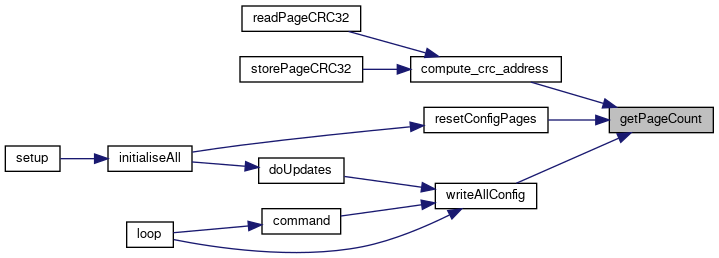 readPageCRC32
storePageCRC32
compute_crc_address
getPageCount
resetConfigPages
setup
initialiseAll
doUpdates
writeAllConfig
command
loop